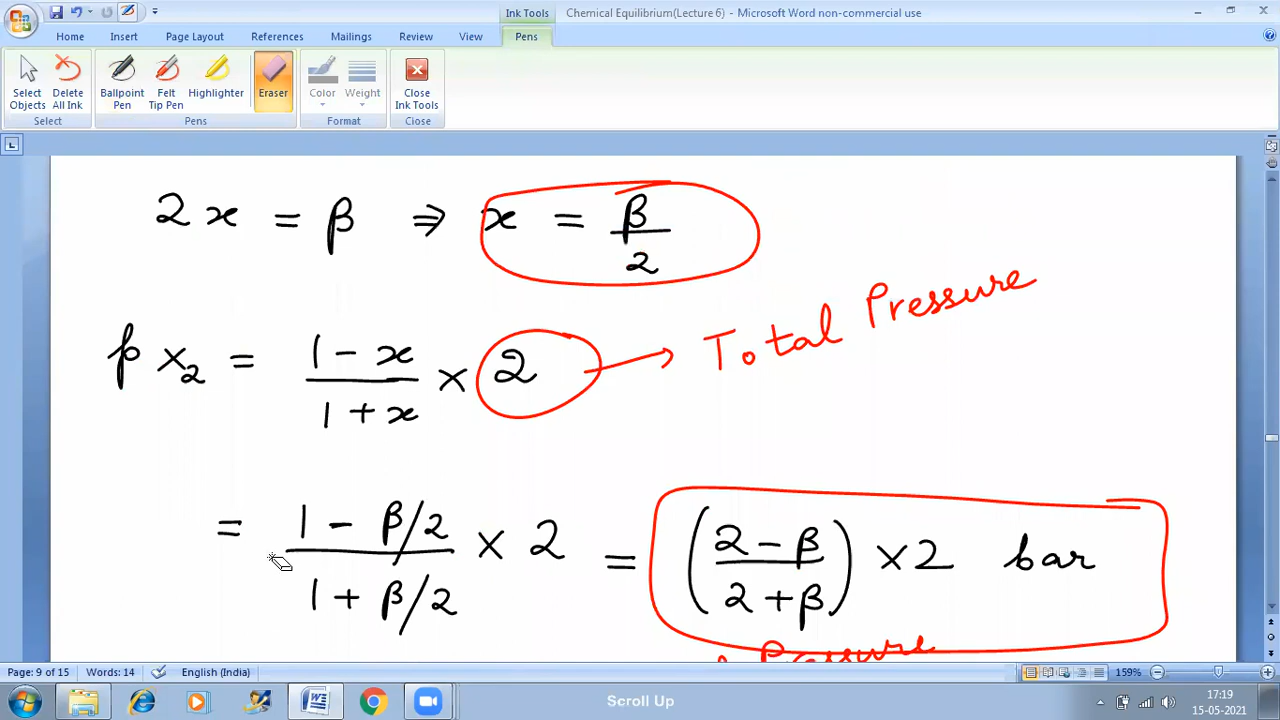 Ink Tools
Chemical Equilibrium(Lecture 6) - Microsoft Word non-commercial use
Home Insert Page Layout References Mailings Review View Pens
Select Objects
Delete All Ink
Ballpoint Pen
Felt Tip Pen
Highlighter
Eraser
Color
Weight
Close Ink Tools
Select Pens Format Close
2x = β ⇒ x = β/2
p x₂ = (1 - x)/(1 + x) × 2 → Total Pressure
= (1 - β/2)/(1 + β/2) × 2 = ((2 - β)/(2 + β)) × 2 bar
Pressure
Page: 9 of 15 Words: 14 English (India) 159%
Scroll Up
17:19
15-05-2021